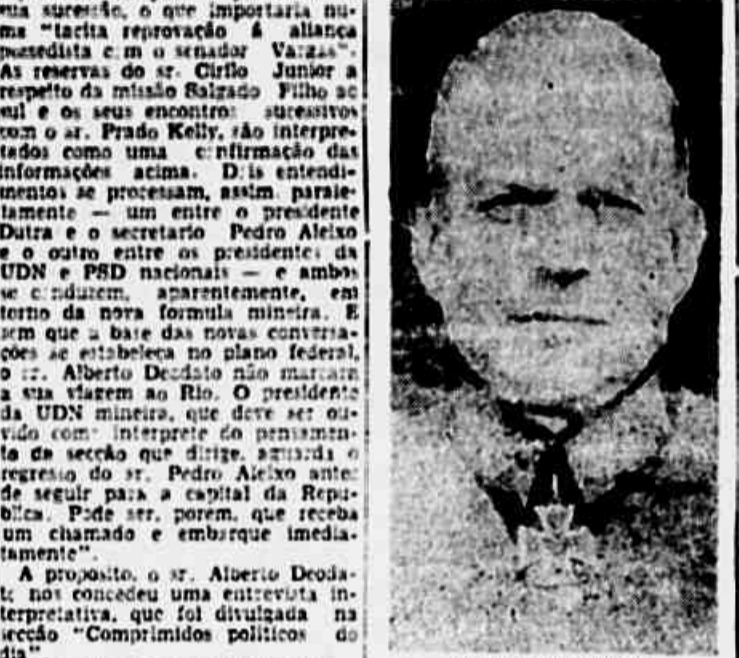 sua sucessão, o que importaria nu-
ma "tacita reprovação á aliança
pessedista com o senador Vargas".
As reservas do sr. Cirilo Junior a
respeito da missão Salgado Filho ao
sul e os seus encontros sucessivos
com o sr. Prado Kelly, são interpre-
tados como uma confirmação das
informações acima. Dois entendi-
mentos se processam, assim, parale-
lamente — um entre o presidente
Dutra e o secretario Pedro Aleixo
e o outro entre os presidentes da
UDN e PSD nacionais — e ambos
se conduzem, aparentemente, em
torno da nova formula mineira. E
sem que a base das novas conversa-
ções se estabeleça no plano federal,
o sr. Alberto Deodato não marcara
a sua viagem ao Rio. O presidente
da UDN mineira, que deve ser ou-
vido como interprete do pensamen-
to da secção que dirige, aguarda o
regresso do sr. Pedro Aleixo antes
de seguir para a capital da Repu-
blica. Pode ser, porem, que receba
um chamado e embarque imedia-
tamente".
A proposito, o sr. Alberto Deoda-
to nos concedeu uma entrevista in-
terpretativa, que foi divulgada na
secção "Comprimidos politicos do
dia"